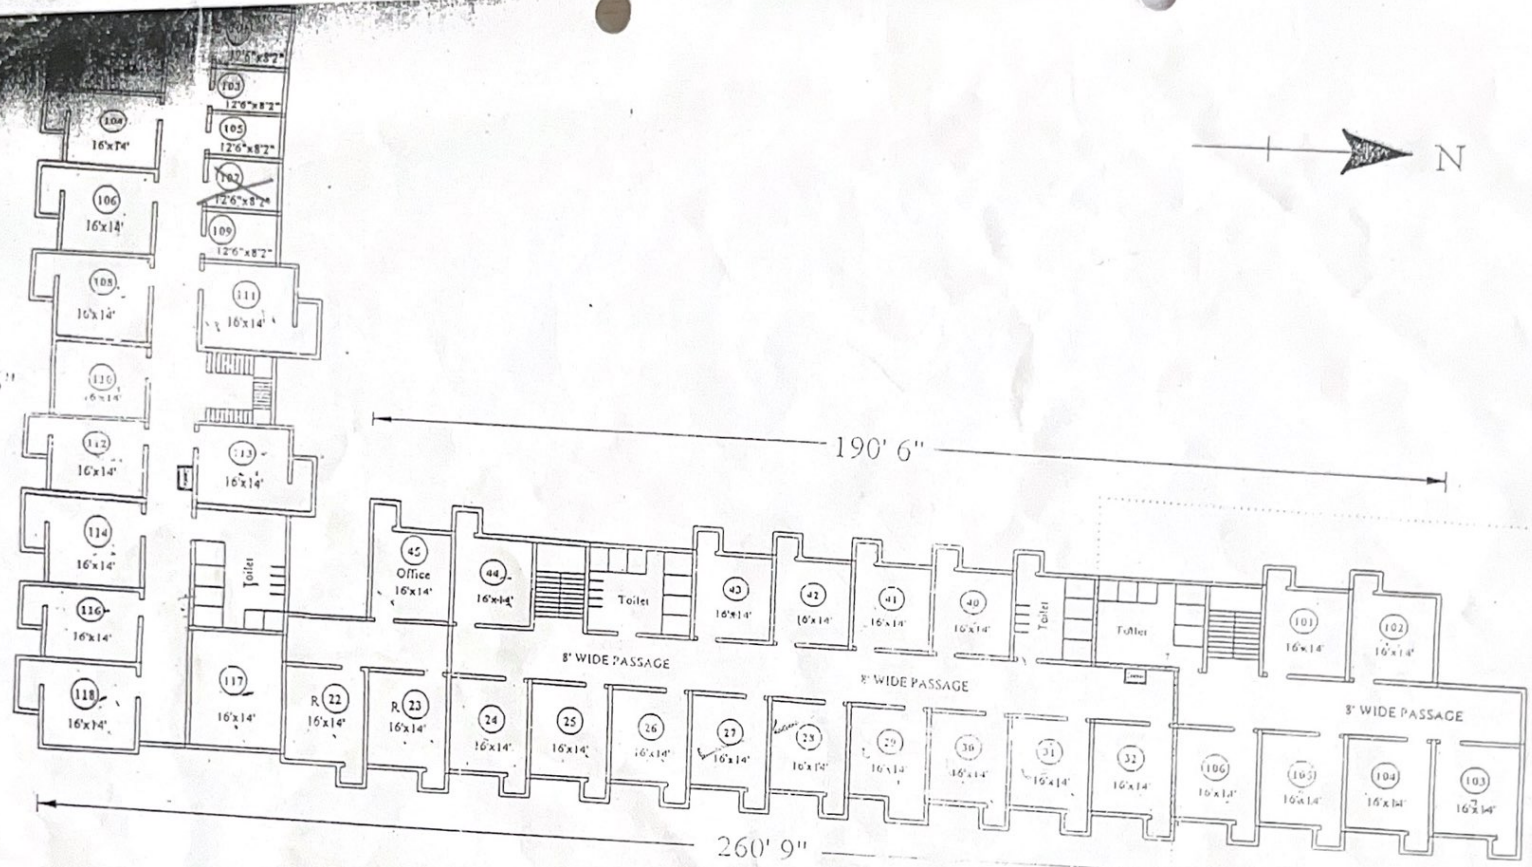 12'6"x8'2"
103
12'6"x8'2"
104
16'x14'
105
12'6"x8'2"
N
107
12'6"x8'2"
106
16'x14'
109
12'6"x8'2"
108
16'x14'
111
16'x14'
110
16'x14'
190' 6"
112
16'x14'
113
16'x14'
114
16'x14'
Toilet
45
Office
16'x14'
44
16'x14'
Toilet
43
16'x14'
42
16'x14'
41
16'x14'
40
16'x14'
Toilet
Toilet
101
16'x14'
102
16'x14'
116
16'x14'
8' WIDE PASSAGE
8' WIDE PASSAGE
8' WIDE PASSAGE
118
16'x14'
117
16'x14'
R 22
16'x14'
R 23
16'x14'
24
16'x14'
25
16'x14'
26
16'x14'
27
16'x14'
16'x14'
29
16'x14'
30
16'x14'
31
16'x14'
32
16'x14'
106
16'x14'
105
16'x14'
104
16'x14'
103
16'x14'
260' 9"